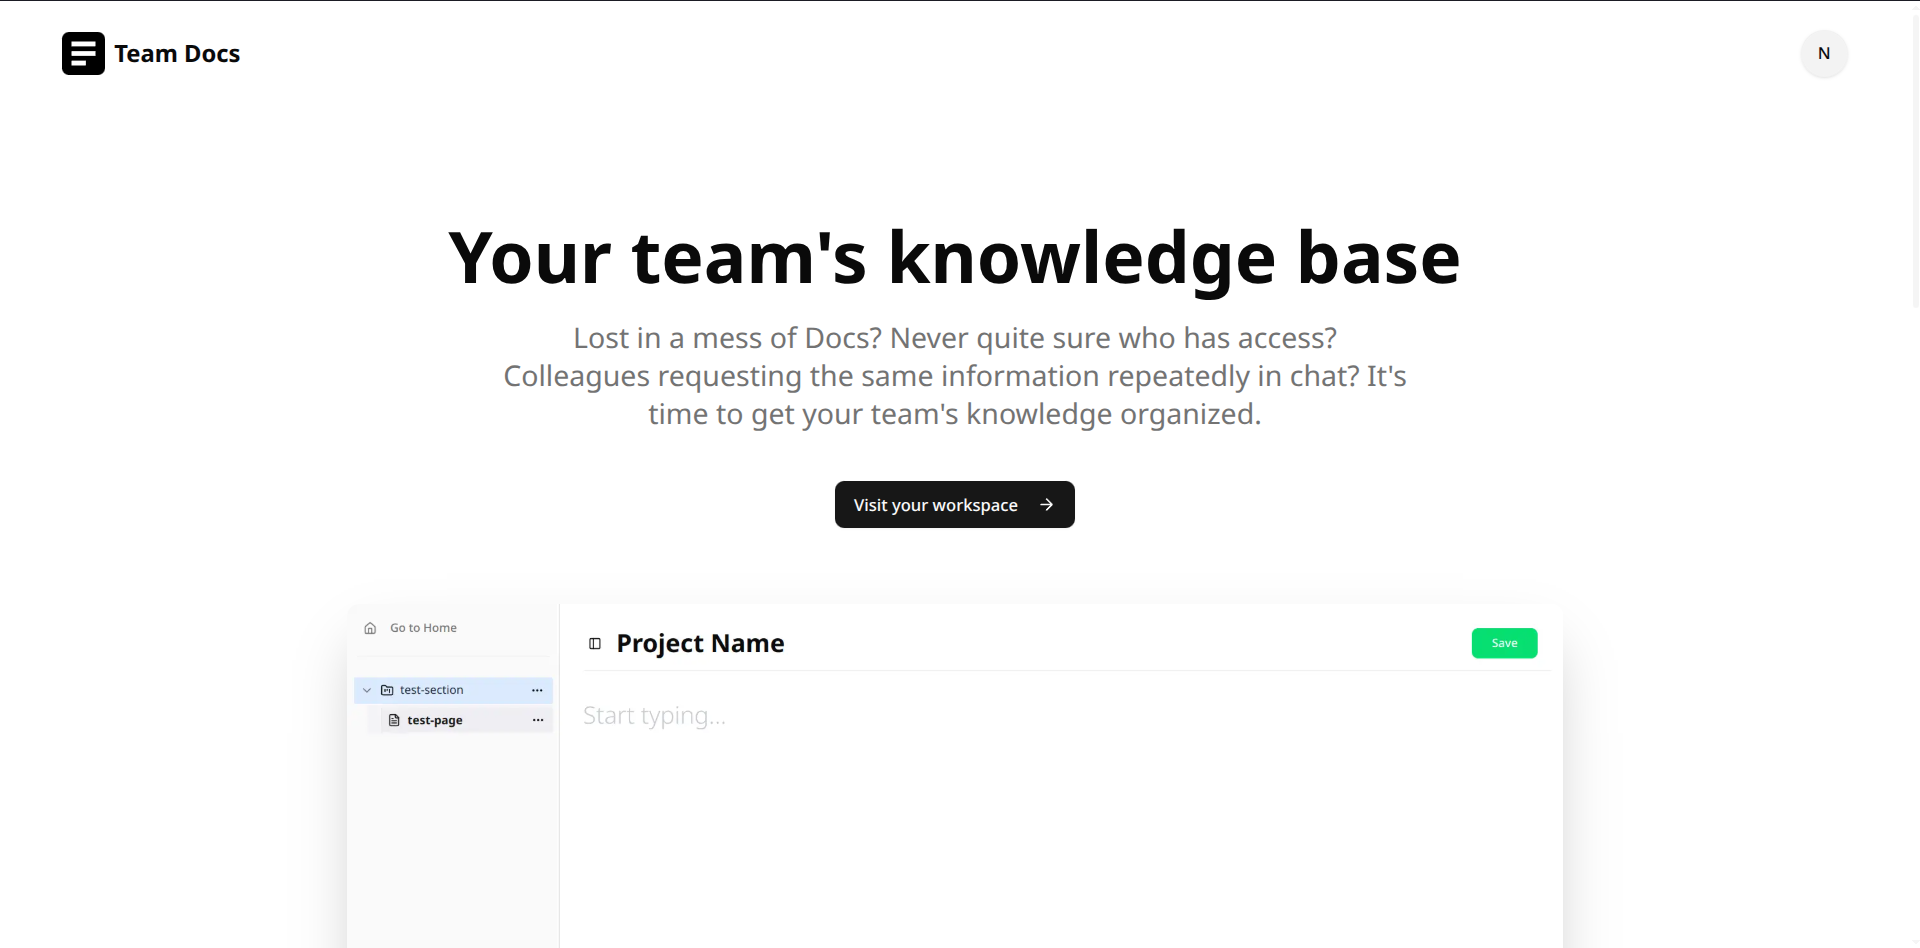 Team Docs
N
Your team's knowledge base
Lost in a mess of Docs? Never quite sure who has access?
Colleagues requesting the same information repeatedly in chat? It's
time to get your team's knowledge organized.
Visit your workspace
Go to Home
Project Name
Save
test-section
test-page
Start typing...